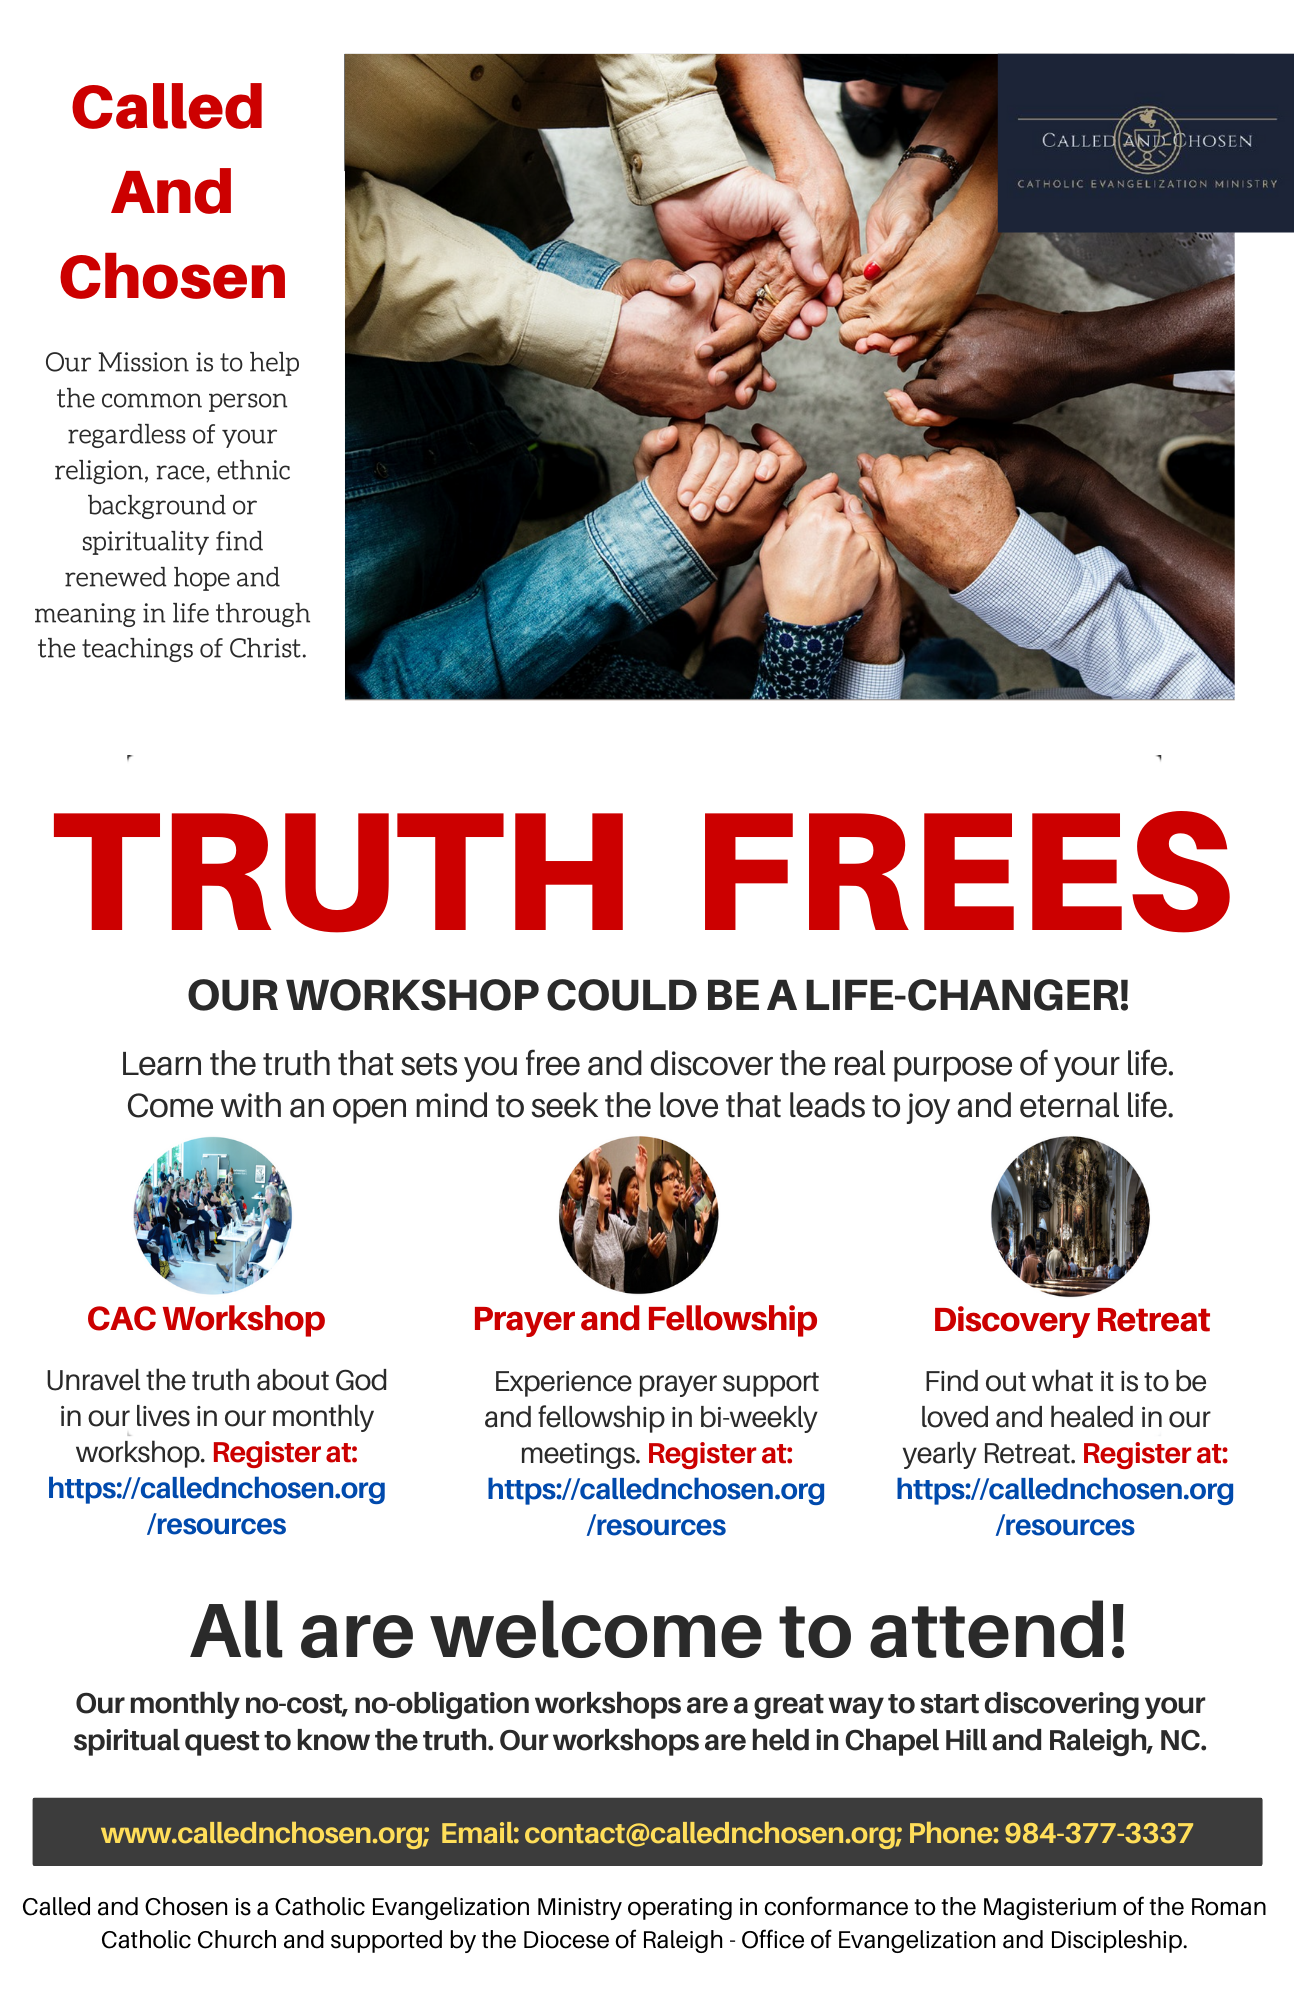 Called
And
Chosen
Our Mission is to help
the common person
regardless of your
religion, race, ethnic
background or
spirituality find
renewed hope and
meaning in life through
the teachings of Christ.
CALLED AND CHOSEN
CATHOLIC EVANGELIZATION MINISTRY
TRUTH FREES
OUR WORKSHOP COULD BE A LIFE-CHANGER!
Learn the truth that sets you free and discover the real purpose of your life.
Come with an open mind to seek the love that leads to joy and eternal life.
CAC Workshop
Unravel the truth about God
in our lives in our monthly
workshop. Register at:
https://callednchosen.org
/resources
Prayer and Fellowship
Experience prayer support
and fellowship in bi-weekly
meetings. Register at:
https://callednchosen.org
/resources
Discovery Retreat
Find out what it is to be
loved and healed in our
yearly Retreat. Register at:
https://callednchosen.org
/resources
All are welcome to attend!
Our monthly no-cost, no-obligation workshops are a great way to start discovering your
spiritual quest to know the truth. Our workshops are held in Chapel Hill and Raleigh, NC.
www.callednchosen.org; Email: contact@callednchosen.org; Phone: 984-377-3337
Called and Chosen is a Catholic Evangelization Ministry operating in conformance to the Magisterium of the Roman
Catholic Church and supported by the Diocese of Raleigh - Office of Evangelization and Discipleship.